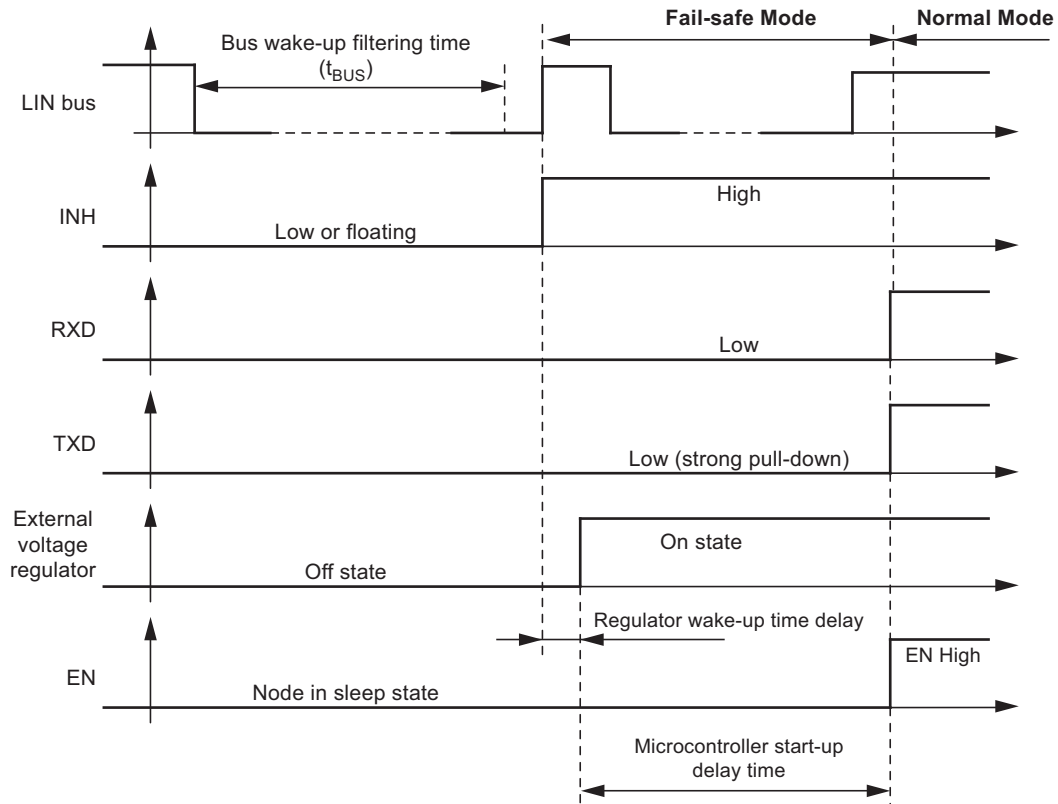 Fail-safe Mode
Normal Mode
Bus wake-up filtering time
(tBUS)
LIN bus
INH
High
Low or floating
RXD
Low
TXD
Low (strong pull-down)
External
voltage
regulator
On state
Off state
Regulator wake-up time delay
EN
EN High
Node in sleep state
Microcontroller start-up
delay time